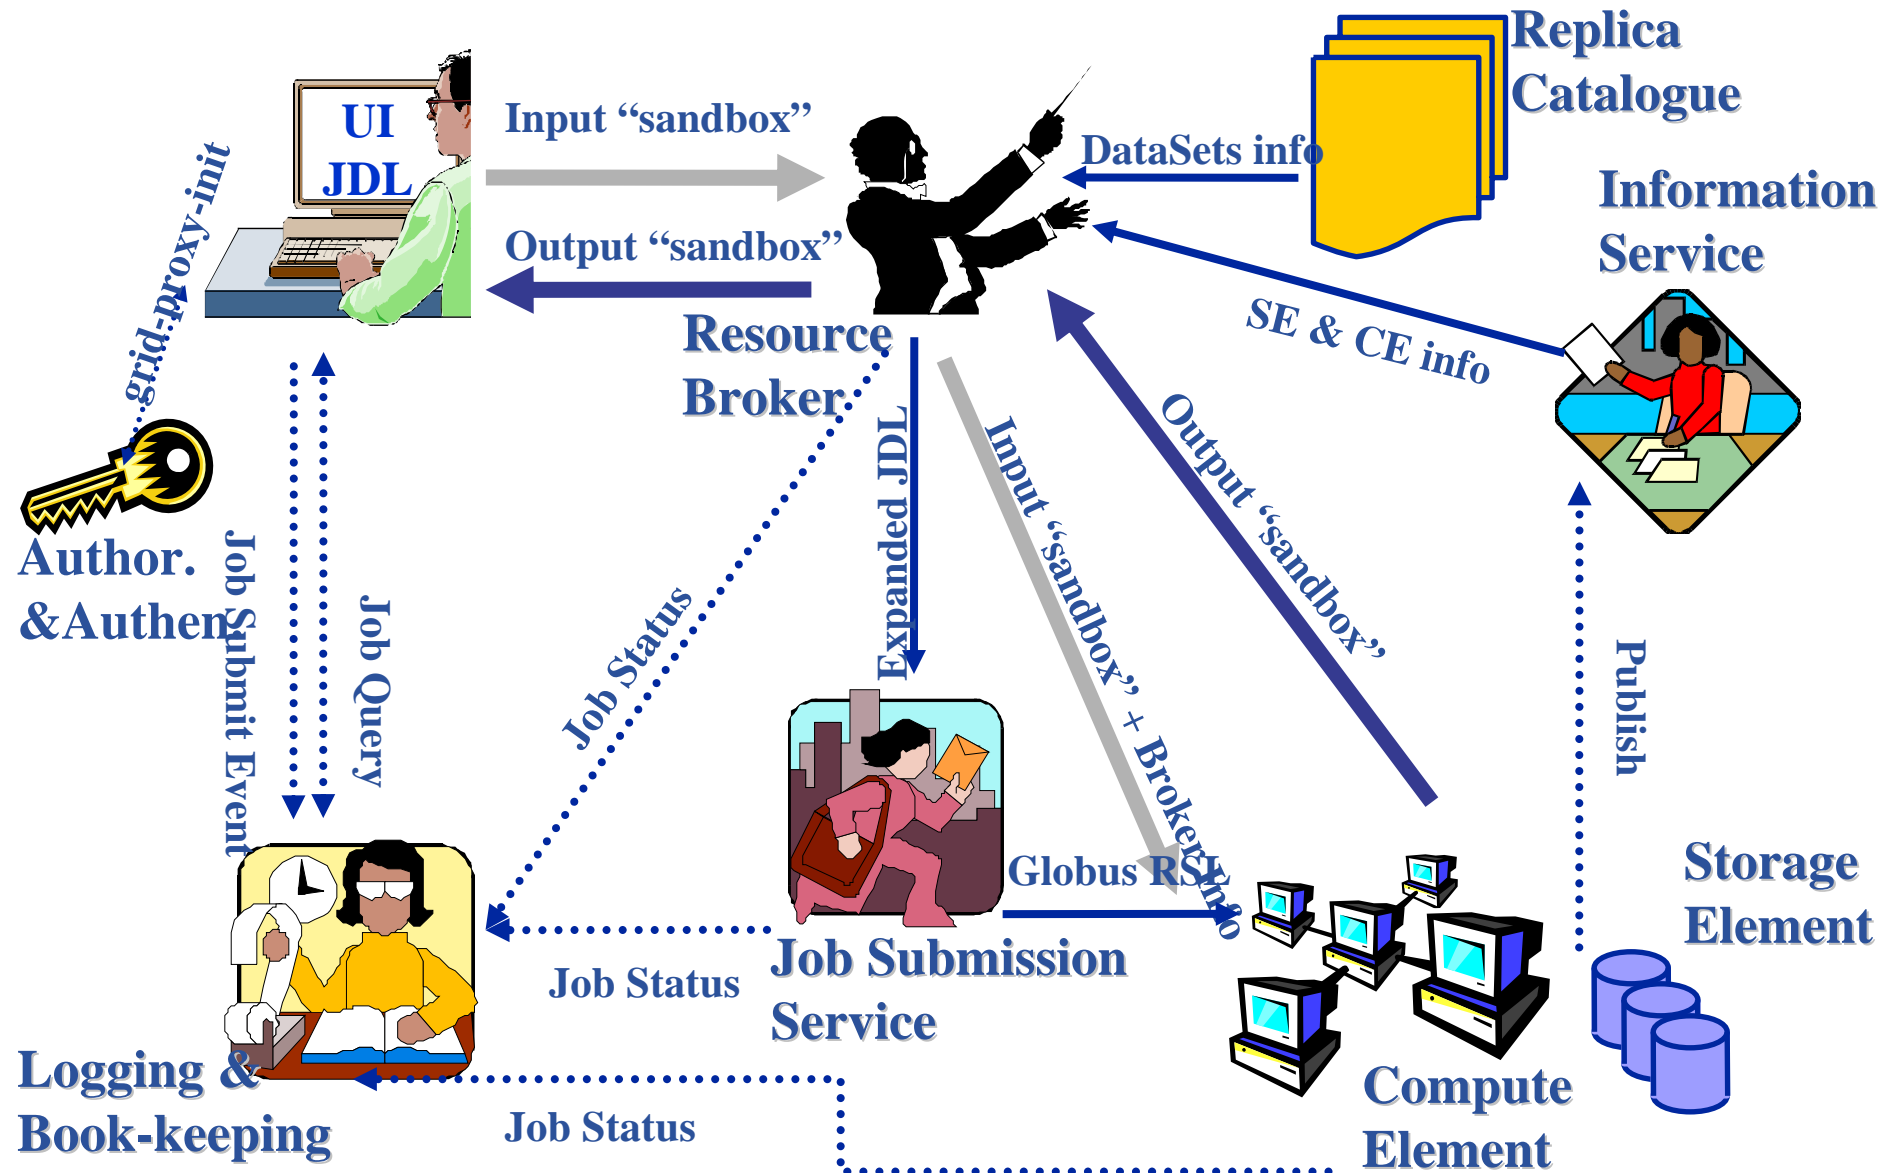 Replica
Catalogue
UI
JDL
Input “sandbox”
DataSets info
Information
Service
grid-proxy-init
Output “sandbox”
SE & CE info
Resource
Broker
Author.
&Authen.
Job Submit Event
Job Query
Job Status
Expanded JDL
Input “sandbox” + Broker Info
Output “sandbox”
Publish
Globus RSL
Storage
Element
Job Submission
Service
Job Status
Logging &
Book-keeping
Job Status
Compute
Element